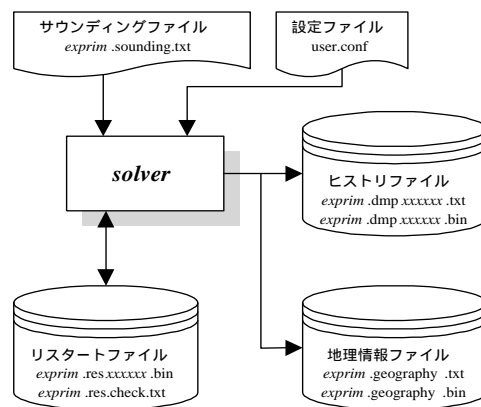 サウンディングファイル
exprim .sounding.txt
設定ファイル
user.conf
solver
ヒストリファイル
exprim .dmp xxxxxx .txt
exprim .dmp xxxxxx .bin
リスタートファイル
exprim .res.xxxxxx .bin
exprim .res.check.txt
地理情報ファイル
exprim .geography .txt
exprim .geography .bin